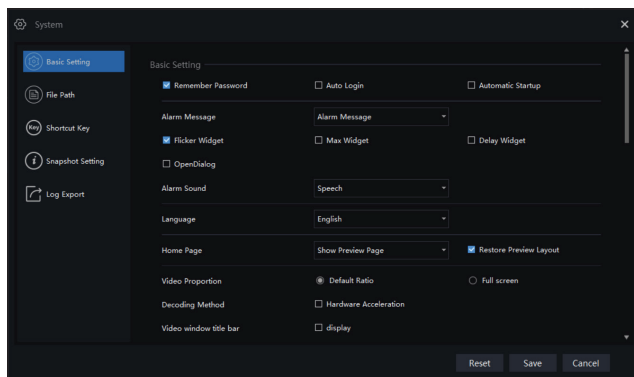 System
Basic Setting
File Path
Key Shortcut Key
i Snapshot Setting
Log Export
Basic Setting
Remember Password Auto Login Automatic Startup
Alarm Message Alarm Message
Flicker Widget Max Widget Delay Widget
OpenDialog
Alarm Sound Speech
Language English
Home Page Show Preview Page Restore Preview Layout
Video Proportion Default Ratio Full screen
Decoding Method Hardware Acceleration
Video window title bar display
Reset Save Cancel